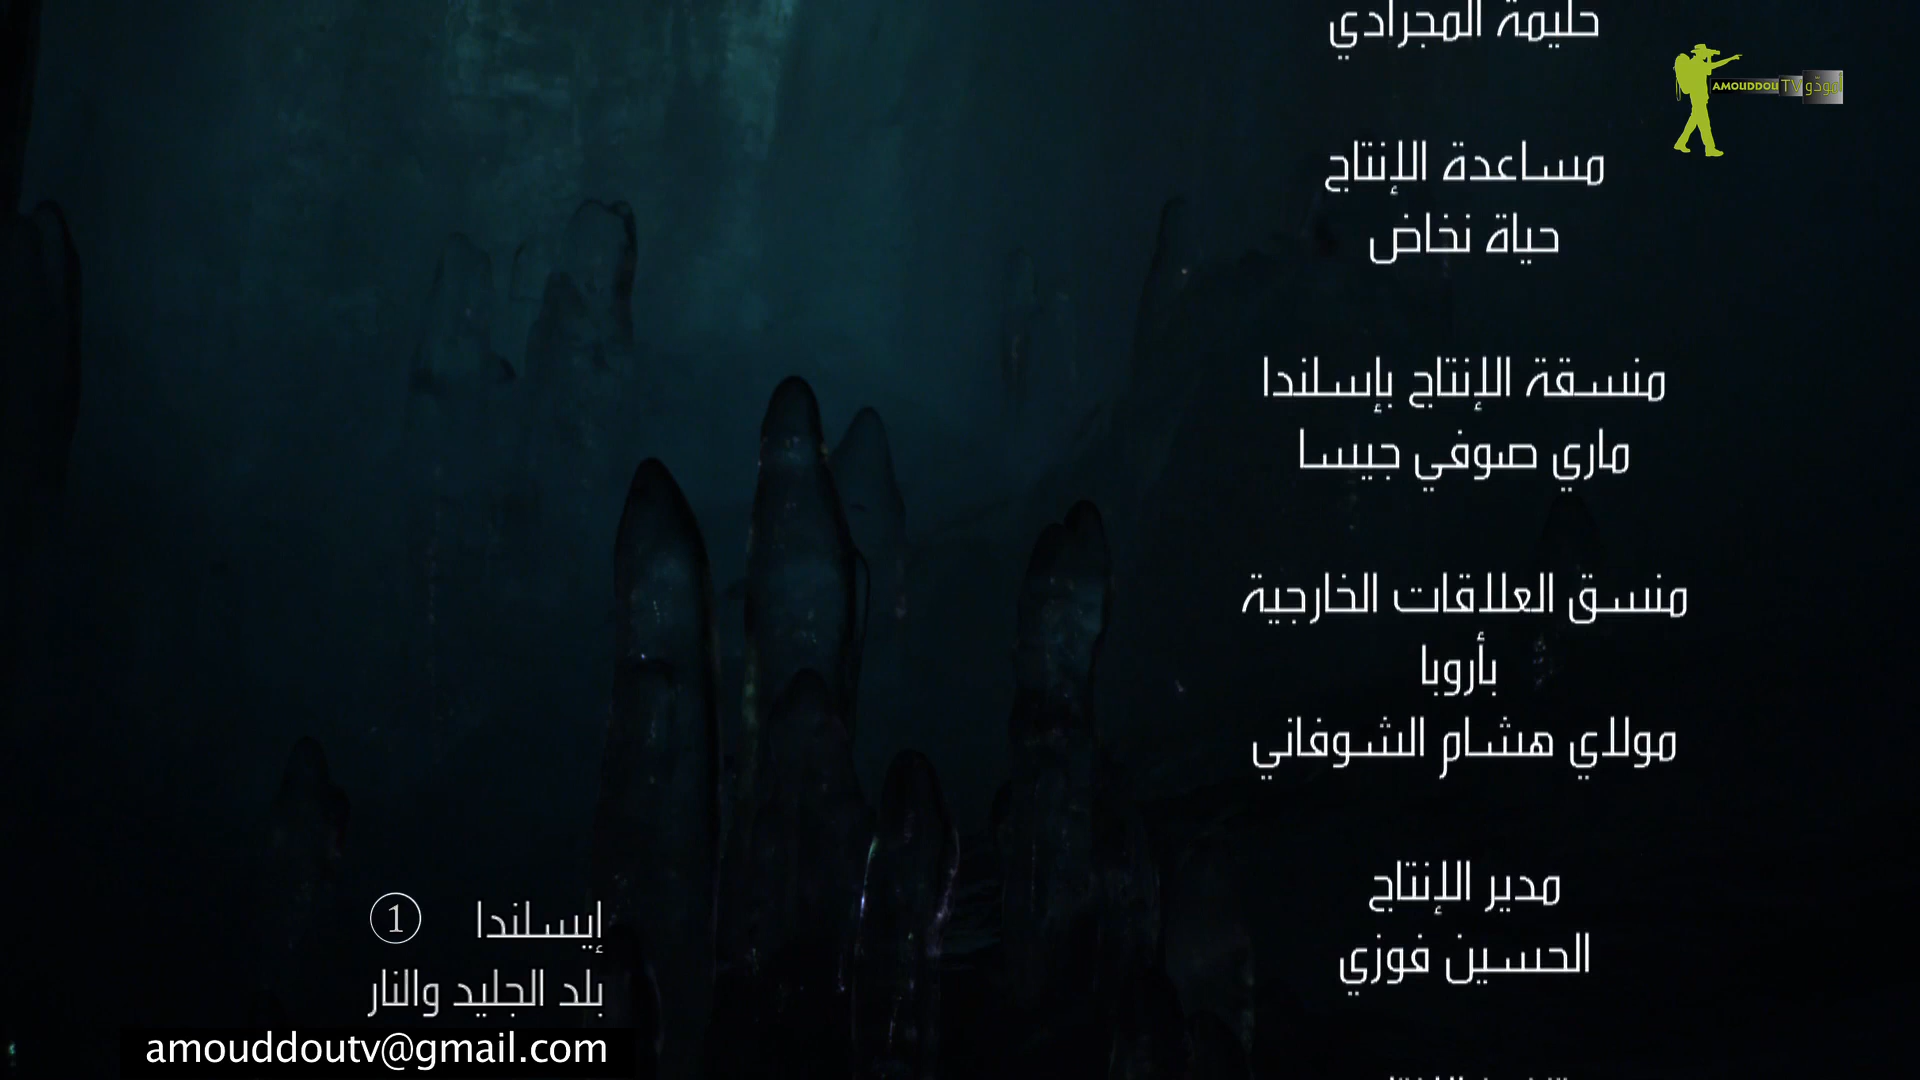 حليمة المجرادي
AMOUDDOU TV أمودّو
مساعدة الإنتاج
حياة نخاض
منسقة الإنتاج بإسلندا
ماري صوفي جيسا
منسق العلاقات الخارجية
بأروبا
مولاي هشام الشوفاني
مدير الإنتاج
الحسين فوزي
إيسلندا 1
بلد الجليد والنار
amouddoutv@gmail.com